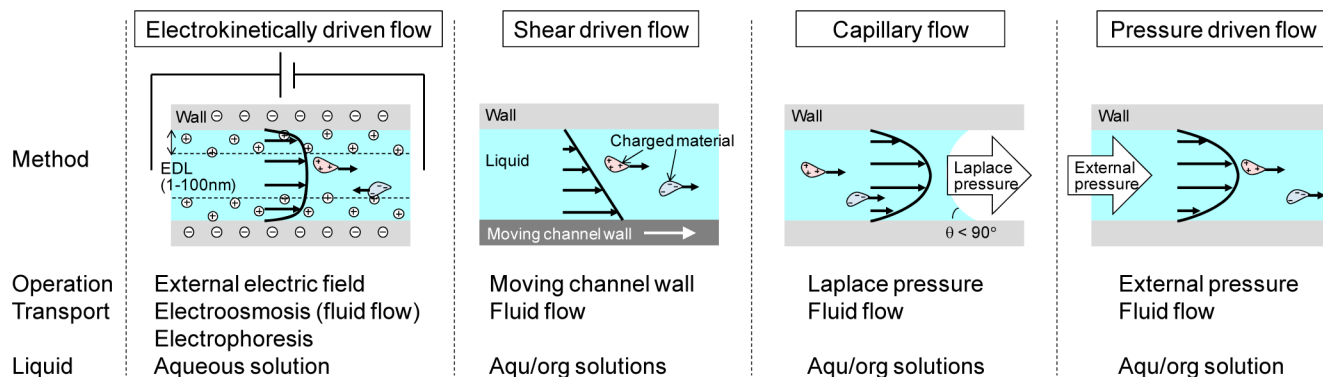 Electrokinetically driven flow
Shear driven flow
Capillary flow
Pressure driven flow
Method
Wall
EDL
(1-100nm)
Wall
Liquid
Charged material
Moving channel wall
Wall
Laplace
pressure
θ < 90°
Wall
External
pressure
Operation External electric field Moving channel wall Laplace pressure External pressure
Transport Electroosmosis (fluid flow) Fluid flow Fluid flow Fluid flow
Electrophoresis
Liquid Aqueous solution Aqu/org solutions Aqu/org solutions Aqu/org solution